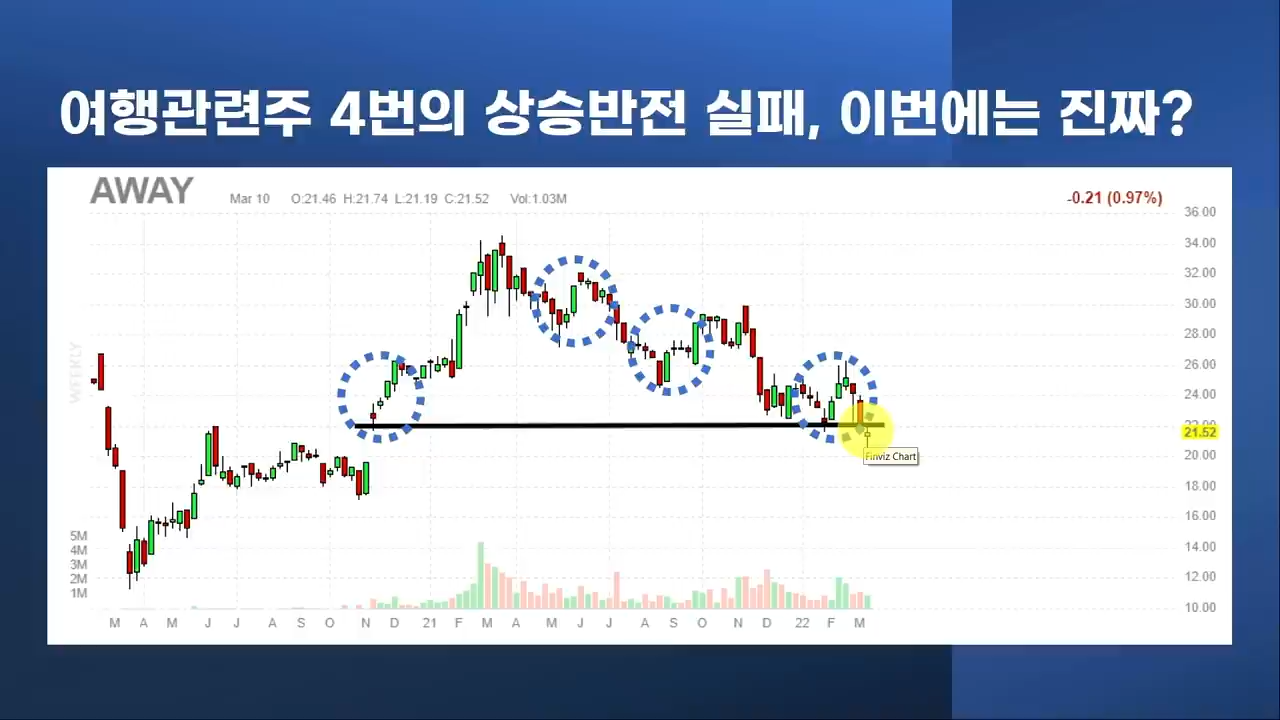 여행관련주 4번의 상승반전 실패, 이번에는 진짜?
AWAY
Mar 10 O:21.46 H:21.74 L:21.19 C:21.52 Vol:1.03M
-0.21 (0.97%)
36.00
34.00
32.00
30.00
28.00
26.00
24.00
21.52
20.00
18.00
16.00
14.00
12.00
10.00
WEEKLY
Finviz Chart
5M
4M
3M
2M
1M
M A M J J A S O N D 21 F M A M J J A S O N D 22 F M